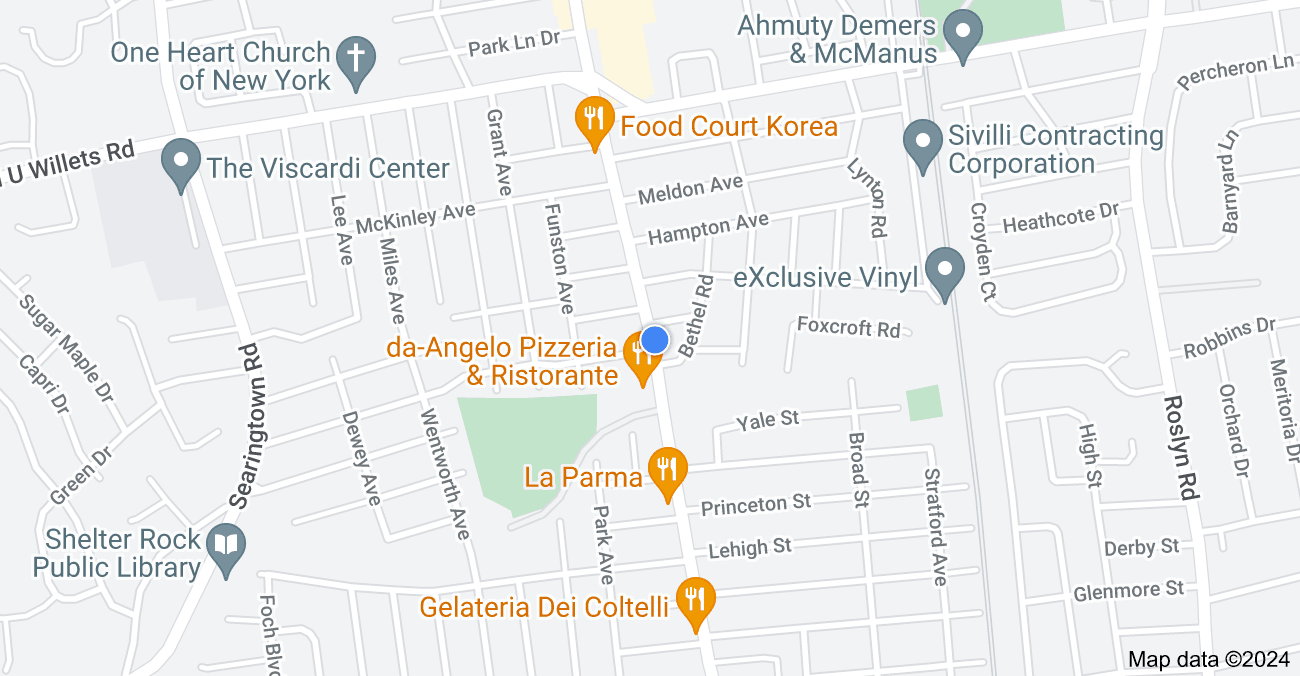 Ahmuty Demers
& McManus
Park Ln Dr
One Heart Church
of New York
Percheron Ln
Food Court Korea
Grant Ave
Sivilli Contracting
Corporation
U Willets Rd
The Viscardi Center
Barnyard Ln
Meldon Ave
Lynton Rd
McKinley Ave
Lee Ave
Hampton Ave
Heathcote Dr
Croyden Ct
Funston Ave
Miles Ave
eXclusive Vinyl
Bethel Rd
Foxcroft Rd
Sugar Maple Dr
Robbins Dr
da-Angelo Pizzeria
& Ristorante
Capri Dr
Searingtown Rd
Meritoria Dr
Orchard Dr
Roslyn Rd
Yale St
Dewey Ave
Wentworth Ave
Broad St
High St
Green Dr
La Parma
Princeton St
Stratford Ave
Park Ave
Shelter Rock
Public Library
Lehigh St
Derby St
Glenmore St
Gelateria Dei Coltelli
Foch Blvd
Map data ©2024